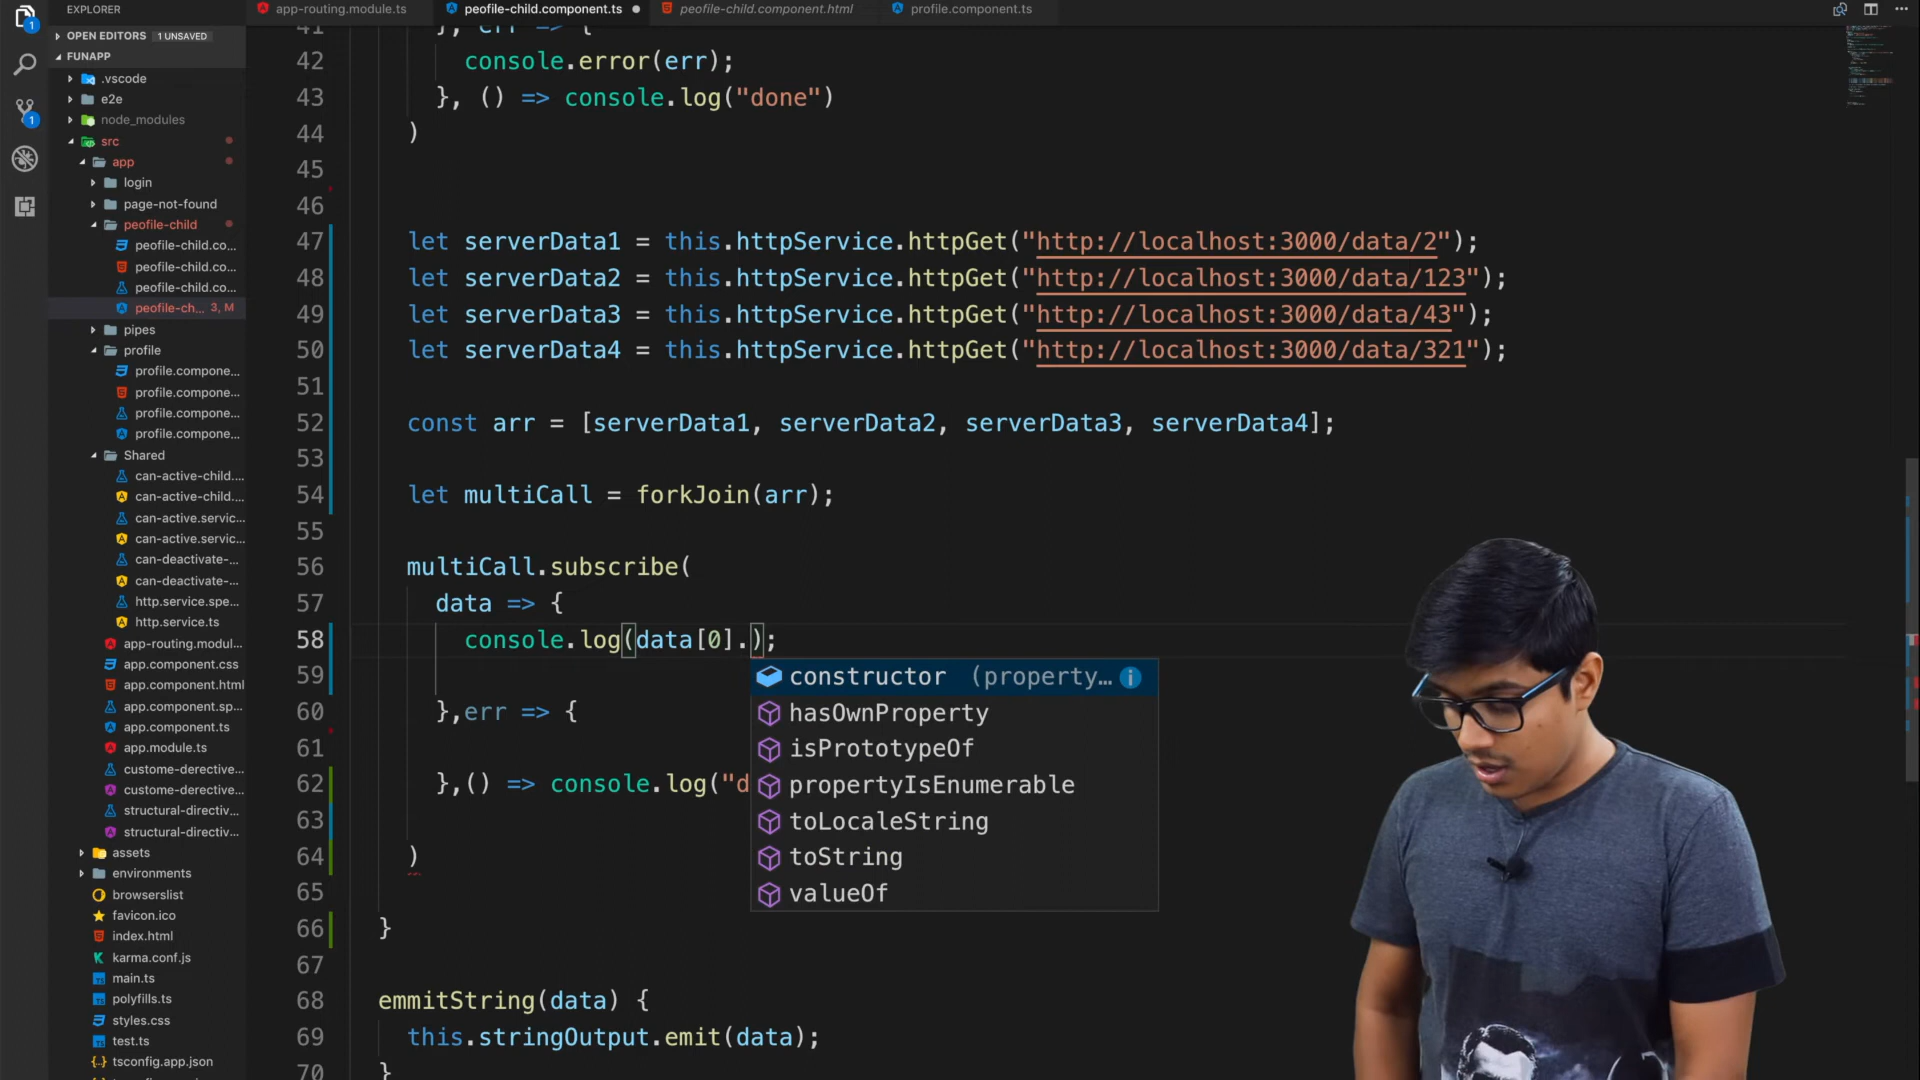 EXPLORER
app-routing.module.ts
peofile-child.component.ts
peofile-child.component.html
profile.component.ts
OPEN EDITORS 1 UNSAVED
FUNAPP
.vscode
e2e
node_modules
src
app
login
page-not-found
peofile-child
peofile-child.co...
peofile-child.co...
peofile-child.co...
peofile-ch... 3, M
pipes
profile
profile.compone...
profile.compone...
profile.compone...
profile.compone...
Shared
can-active-child....
can-active-child....
can-active.servic...
can-active.servic...
can-deactivate-...
can-deactivate-...
http.service.spe...
http.service.ts
app-routing.modul...
app.component.css
app.component.html
app.component.sp...
app.component.ts
app.module.ts
custome-derective...
custome-derective...
structural-directiv...
structural-directiv...
assets
environments
browserslist
favicon.ico
index.html
karma.conf.js
main.ts
polyfills.ts
styles.css
test.ts
tsconfig.app.json
41 }, err => {
42 console.error(err);
43 }, () => console.log("done")
44 )
45
46
47 let serverData1 = this.httpService.httpGet("http://localhost:3000/data/2");
48 let serverData2 = this.httpService.httpGet("http://localhost:3000/data/123");
49 let serverData3 = this.httpService.httpGet("http://localhost:3000/data/43");
50 let serverData4 = this.httpService.httpGet("http://localhost:3000/data/321");
51
52 const arr = [serverData1, serverData2, serverData3, serverData4];
53
54 let multiCall = forkJoin(arr);
55
56 multiCall.subscribe(
57 data => {
58 console.log(data[0].);
59
60 },err => {
61
62 },() => console.log("d
63
64 )
65
66 }
67
68 emmitString(data) {
69 this.stringOutput.emit(data);
70 }
constructor (property...
hasOwnProperty
isPrototypeOf
propertyIsEnumerable
toLocaleString
toString
valueOf